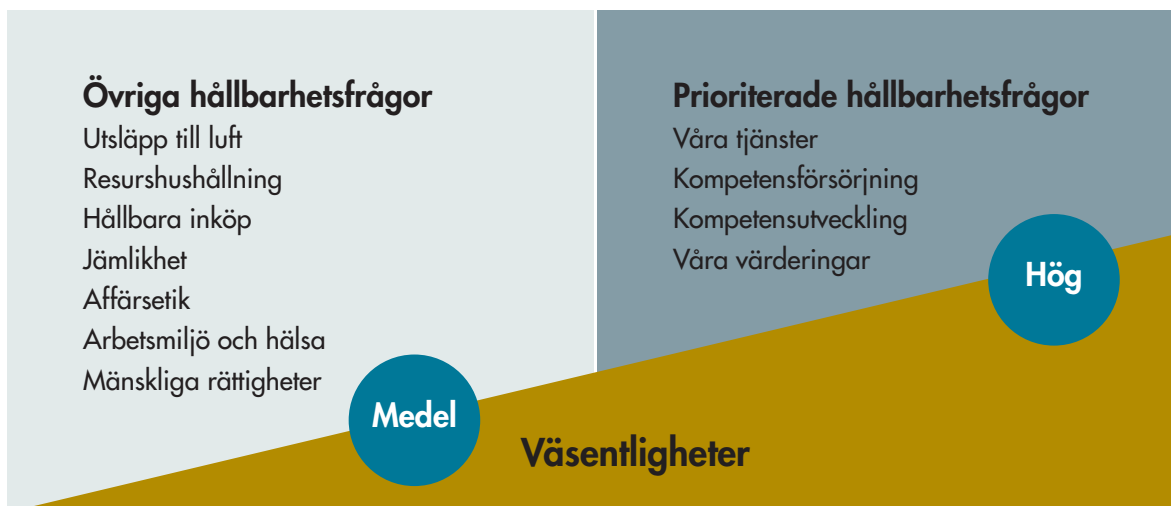 Övriga hållbarhetsfrågor
Utsläpp till luft
Resurshushållning
Hållbara inköp
Jämlikhet
Affärsetik
Arbetsmiljö och hälsa
Mänskliga rättigheter
Medel
Prioriterade hållbarhetsfrågor
Våra tjänster
Kompetensförsörjning
Kompetensutveckling
Våra värderingar
Hög
Väsentligheter